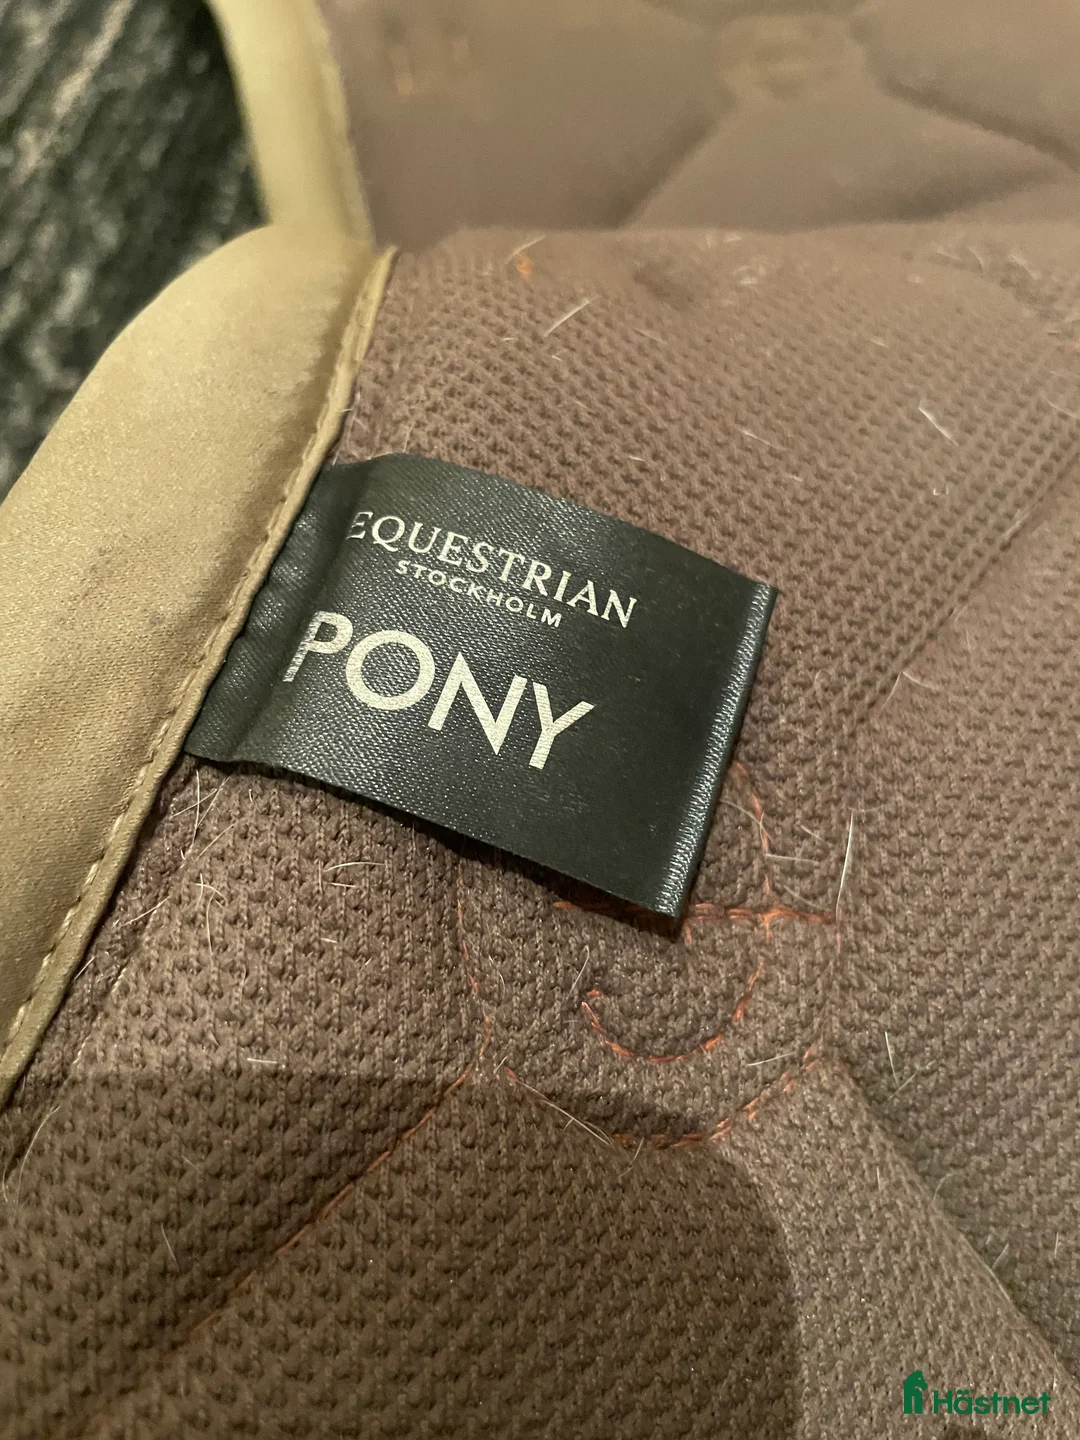 EQUESTRIAN
STOCKHOLM
PONY
Hästnet